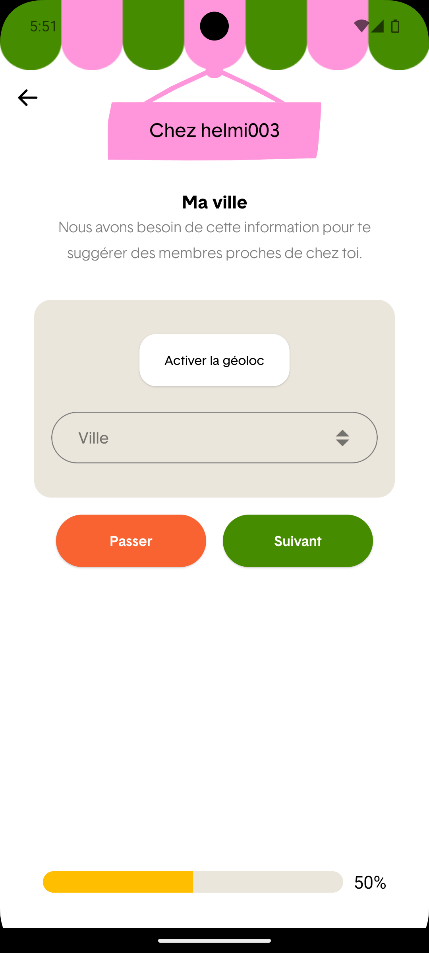 5:51
Chez helmi003
Ma ville
Nous avons besoin de cette information pour te
suggérer des membres proches de chez toi.
Activer la géoloc
Ville
Passer
Suivant
50%